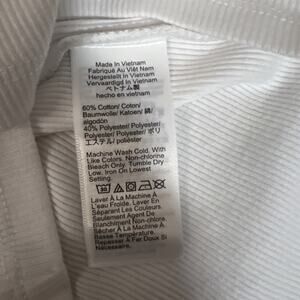 Made In Vietnam
Fabriqué Au Viet Nam
Hergestellt In Vietnam
Vervaardigd In Vietnam
ベトナム製
hecho en vietnam
60% Cotton/ Coton/
Baumwolle/ Katoen/ 綿/
algodón
40% Polyester/ Polyester/
Polyester/ Polyester/ ポリ
エステル/ poliéster
Machine Wash Cold, With
Like Colors. Non-chlorine
Bleach Only. Tumble Dry
Low. Iron On Lowest
Setting.
30
Laver À La Machine À
L'eau Froide. Laver En
Séparant Les Couleurs.
Seulement Agent De
Blanchiment Non-chlore.
Sécher À La Machine À
Basse Température.
Repasser À Fer Doux Si
Nécessaire.